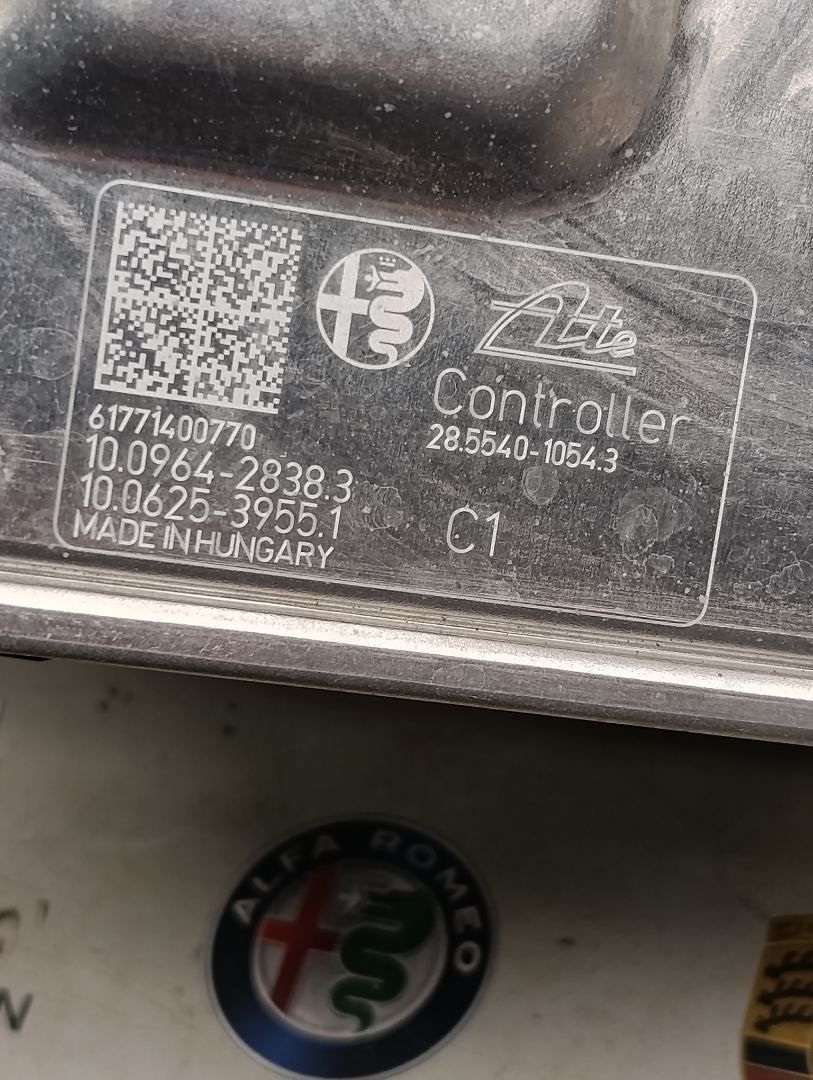 Ate
Controller
28.5540-1054.3
61771400770
10.0964-2838.3
10.0625-3955.1
C1
MADE IN HUNGARY
ALFA ROMEO